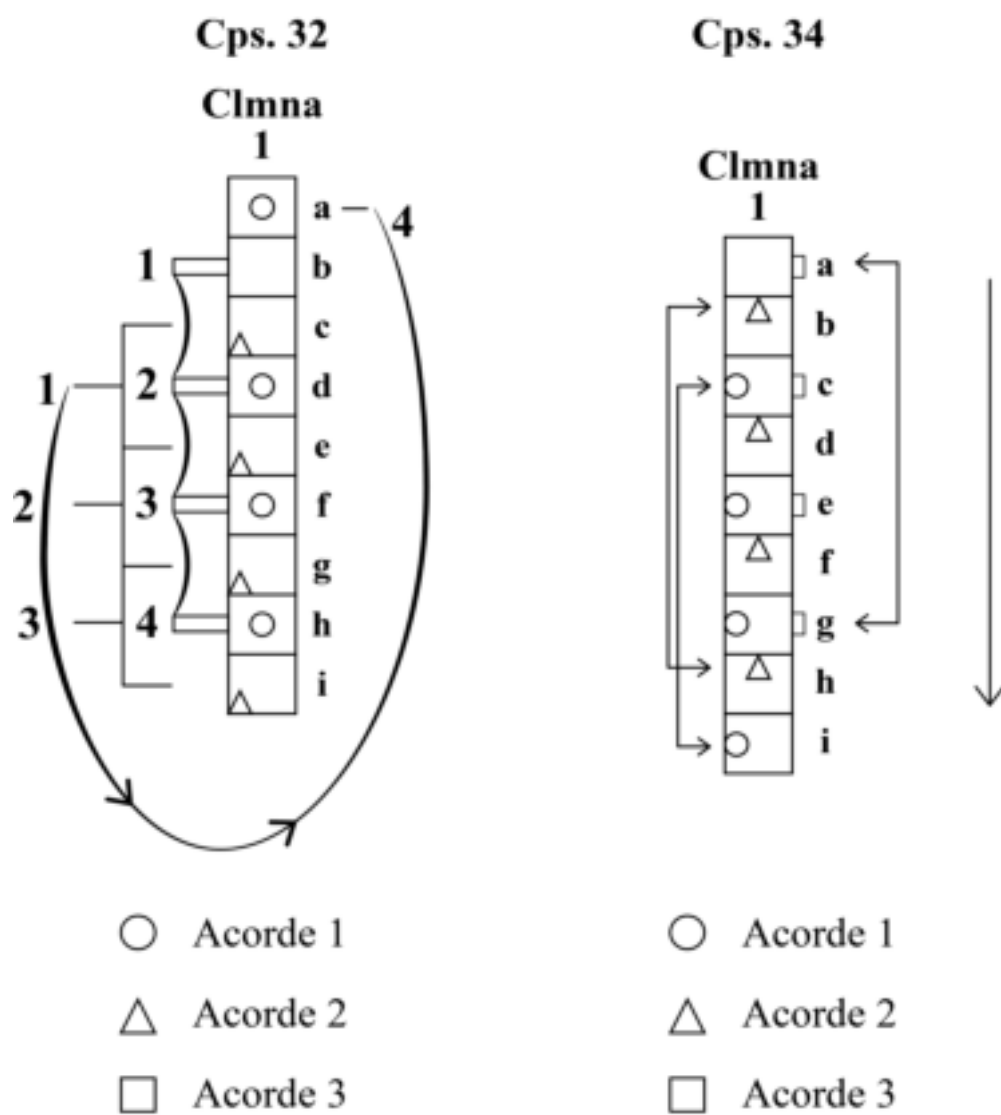 Cps. 32
Clmna
1
a
4
1
b
c
1
2
d
e
2
3
f
g
3
4
h
i
Acorde 1
Acorde 2
Acorde 3
Cps. 34
Clmna
1
a
b
c
d
e
f
g
h
i
Acorde 1
Acorde 2
Acorde 3